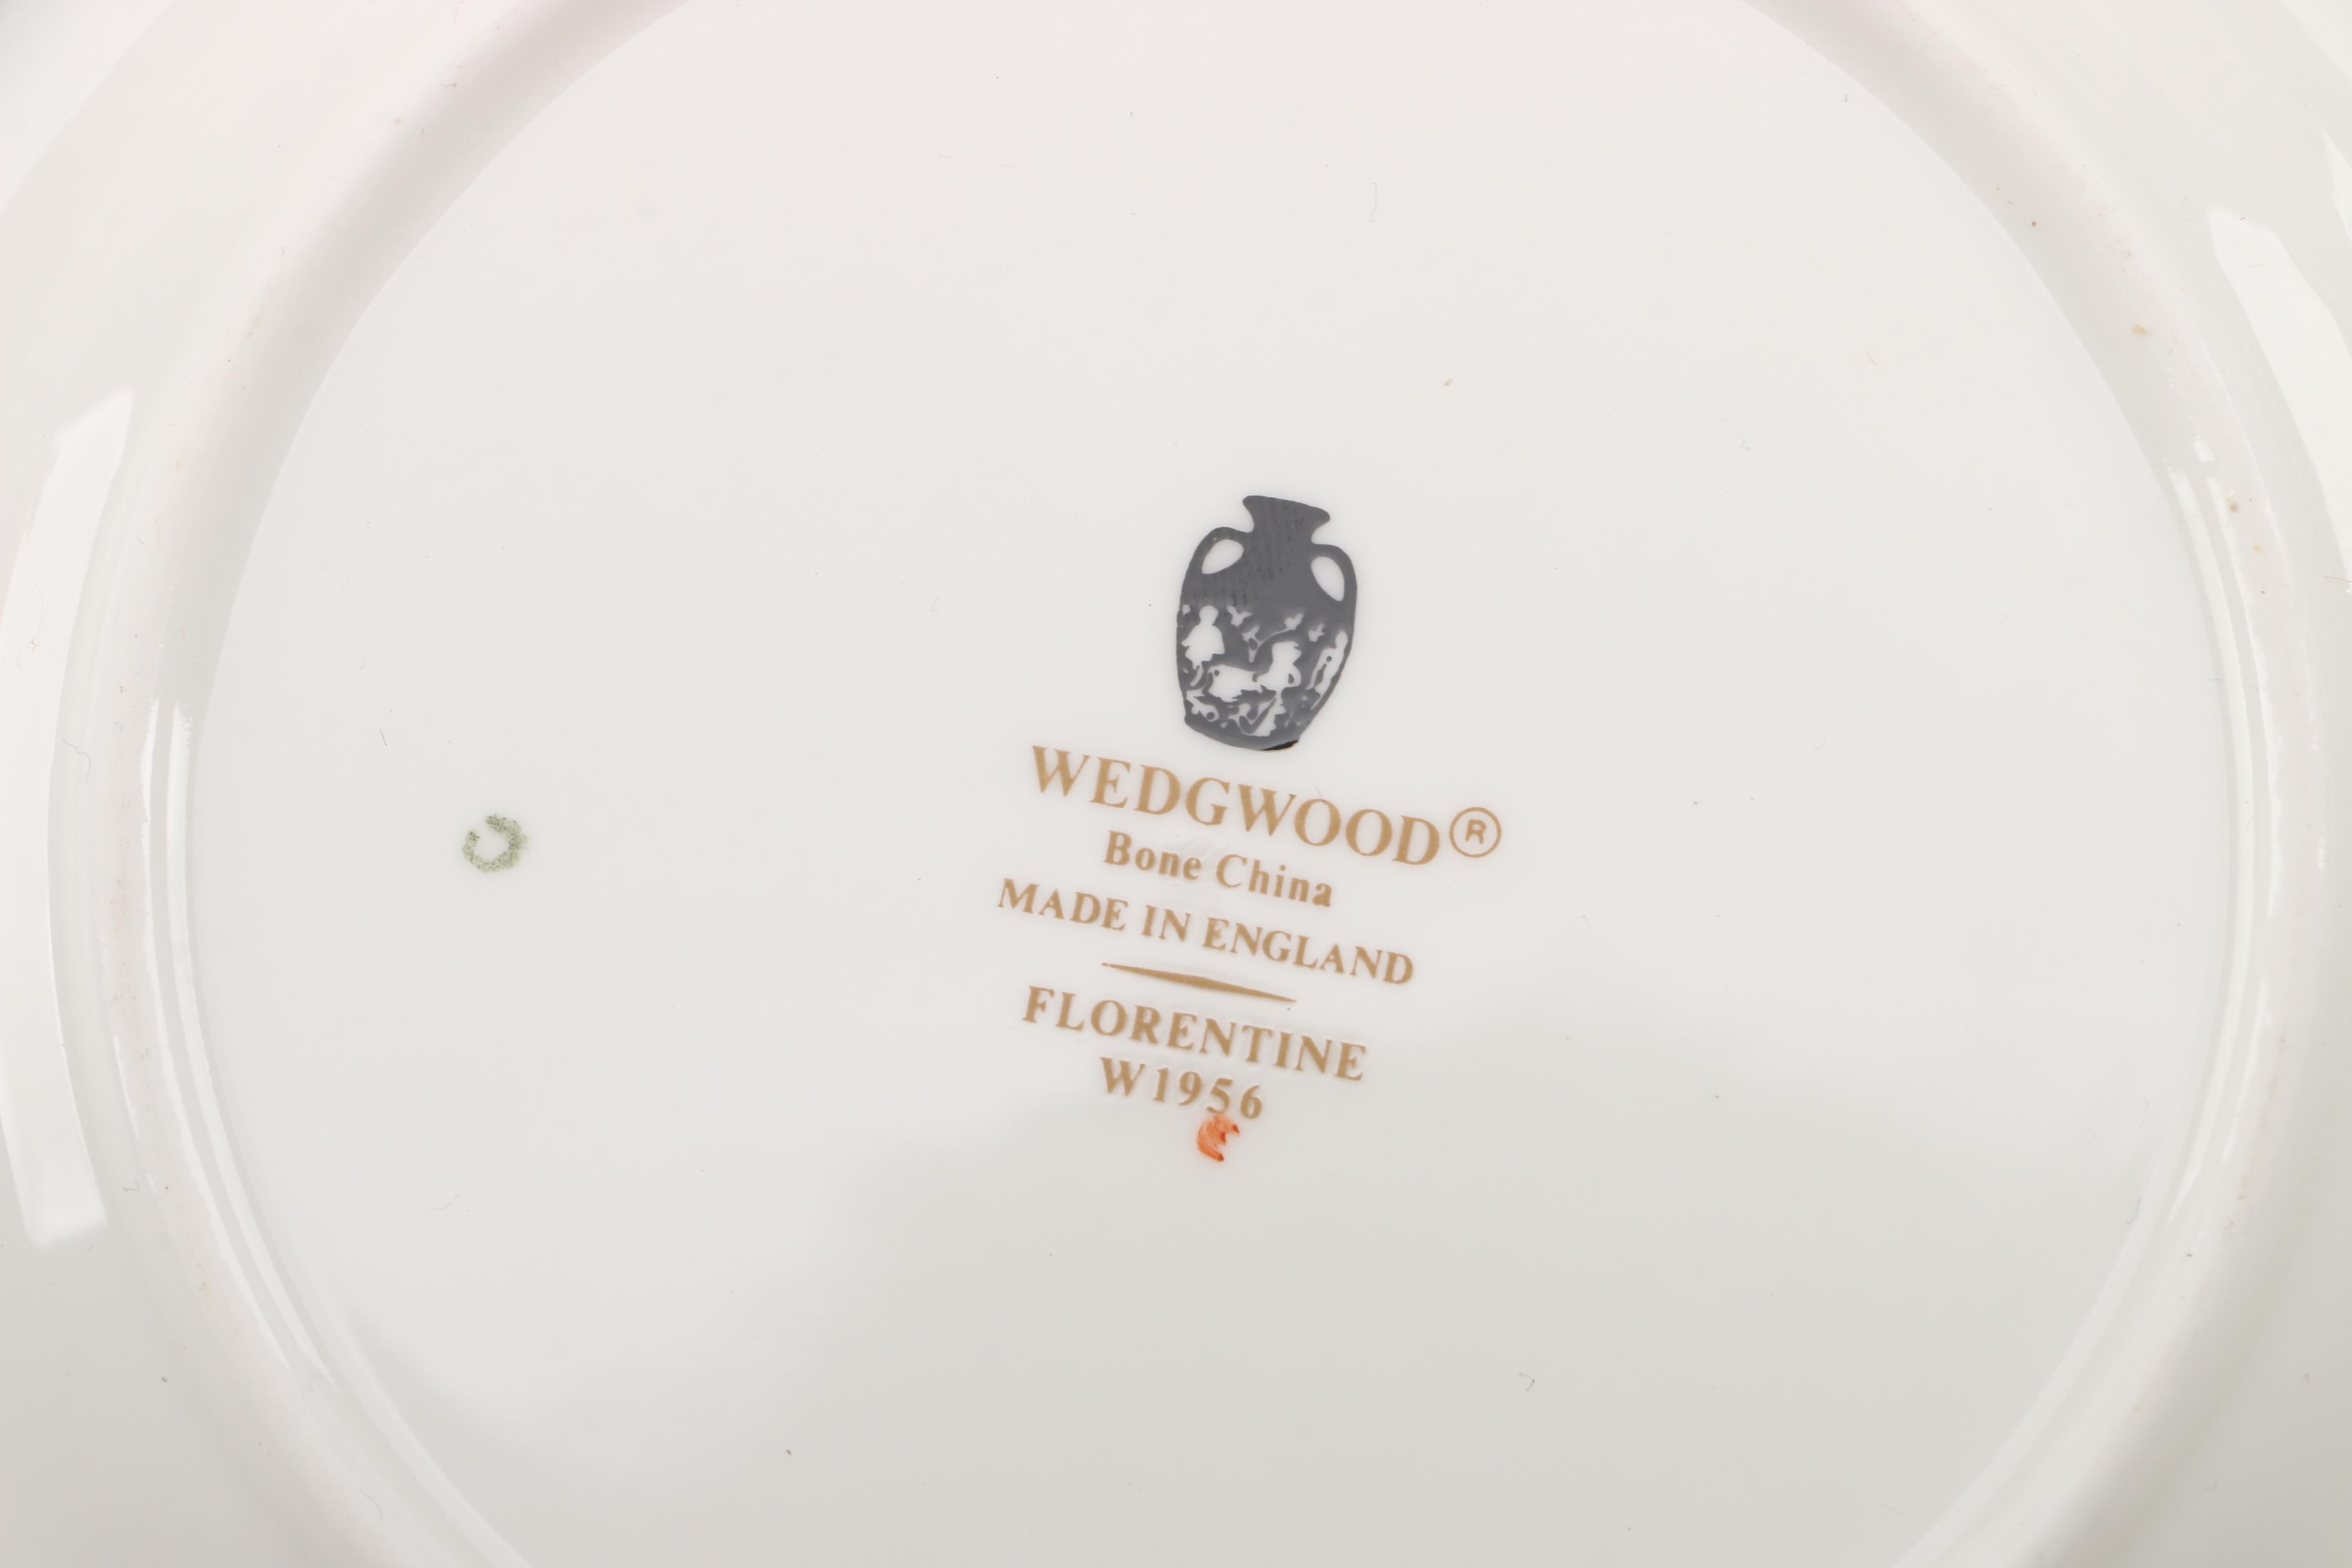 WEDGWOOD®
Bone China
MADE IN ENGLAND
FLORENTINE
W1956